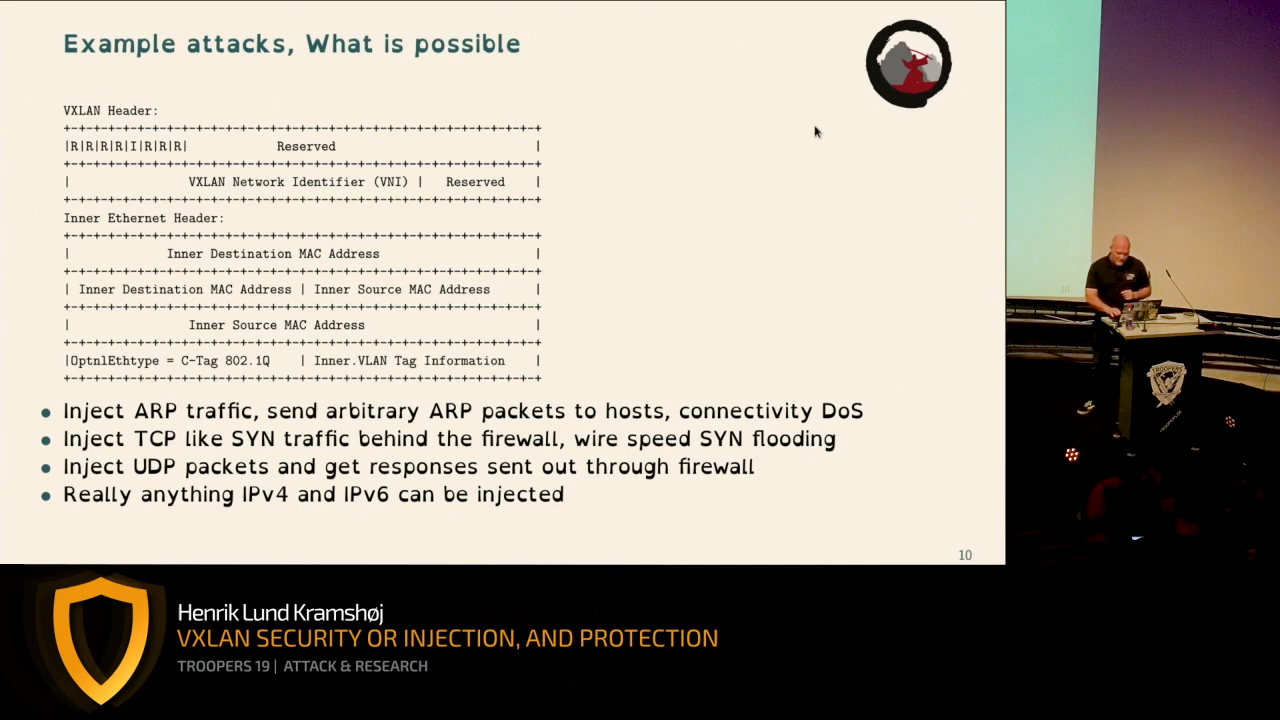 Example attacks, What is possible
VXLAN Header:
+-+-+-+-+-+-+-+-+-+-+-+-+-+-+-+-+-+-+-+-+-+-+-+-+-+-+-+-+-+-+-+-+
|R|R|R|R|I|R|R|R|            Reserved                           |
+-+-+-+-+-+-+-+-+-+-+-+-+-+-+-+-+-+-+-+-+-+-+-+-+-+-+-+-+-+-+-+-+
|                VXLAN Network Identifier (VNI) |   Reserved    |
+-+-+-+-+-+-+-+-+-+-+-+-+-+-+-+-+-+-+-+-+-+-+-+-+-+-+-+-+-+-+-+-+
Inner Ethernet Header:
+-+-+-+-+-+-+-+-+-+-+-+-+-+-+-+-+-+-+-+-+-+-+-+-+-+-+-+-+-+-+-+-+
|             Inner Destination MAC Address                     |
+-+-+-+-+-+-+-+-+-+-+-+-+-+-+-+-+-+-+-+-+-+-+-+-+-+-+-+-+-+-+-+-+
| Inner Destination MAC Address | Inner Source MAC Address      |
+-+-+-+-+-+-+-+-+-+-+-+-+-+-+-+-+-+-+-+-+-+-+-+-+-+-+-+-+-+-+-+-+
|                Inner Source MAC Address                       |
+-+-+-+-+-+-+-+-+-+-+-+-+-+-+-+-+-+-+-+-+-+-+-+-+-+-+-+-+-+-+-+-+
|OptnlEthtype = C-Tag 802.1Q    | Inner.VLAN Tag Information    |
+-+-+-+-+-+-+-+-+-+-+-+-+-+-+-+-+-+-+-+-+-+-+-+-+-+-+-+-+-+-+-+-+
• Inject ARP traffic, send arbitrary ARP packets to hosts, connectivity DoS
• Inject TCP like SYN traffic behind the firewall, wire speed SYN flooding
• Inject UDP packets and get responses sent out through firewall
• Really anything IPv4 and IPv6 can be injected
10
10
TROOPERS
Henrik Lund Kramshøj
VXLAN SECURITY OR INJECTION, AND PROTECTION
TROOPERS 19 | ATTACK & RESEARCH